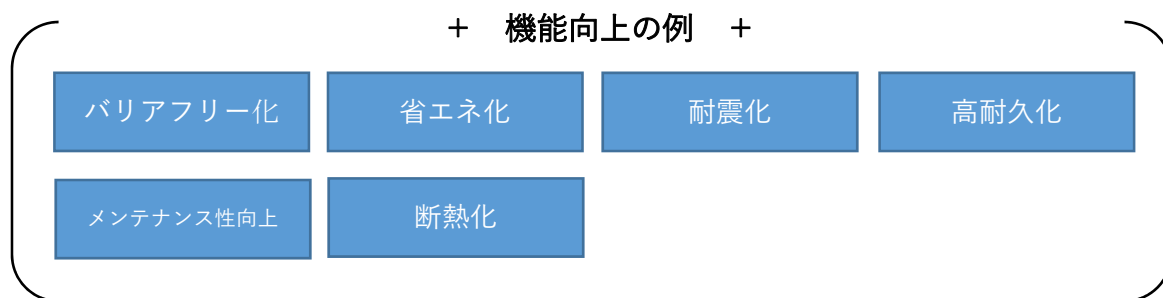 ＋　機能向上の例　＋
バリアフリー化
省エネ化
耐震化
高耐久化
メンテナンス性向上
断熱化